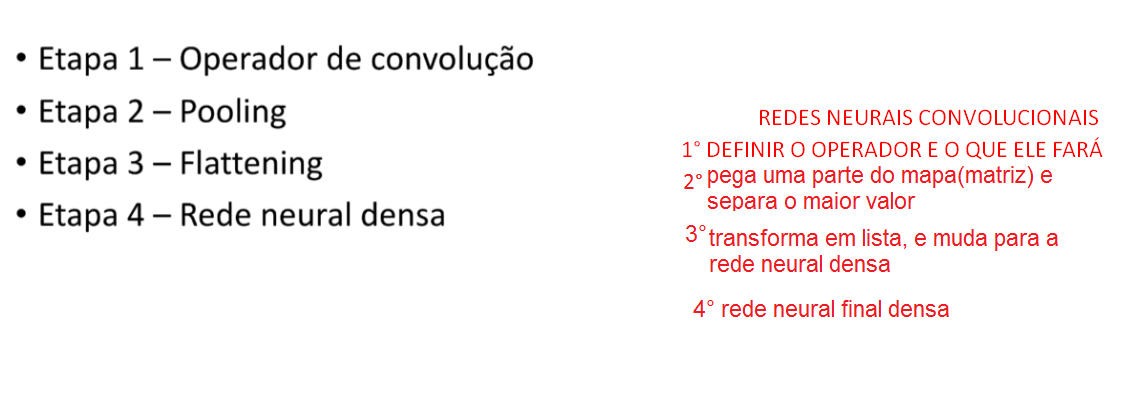 • Etapa 1 – Operador de convolução
• Etapa 2 – Pooling
• Etapa 3 – Flattening
• Etapa 4 – Rede neural densa
REDES NEURAIS CONVOLUCIONAIS
1° DEFINIR O OPERADOR E O QUE ELE FARÁ
2° pega uma parte do mapa(matriz) e
separa o maior valor
3° transforma em lista, e muda para a
rede neural densa
4° rede neural final densa